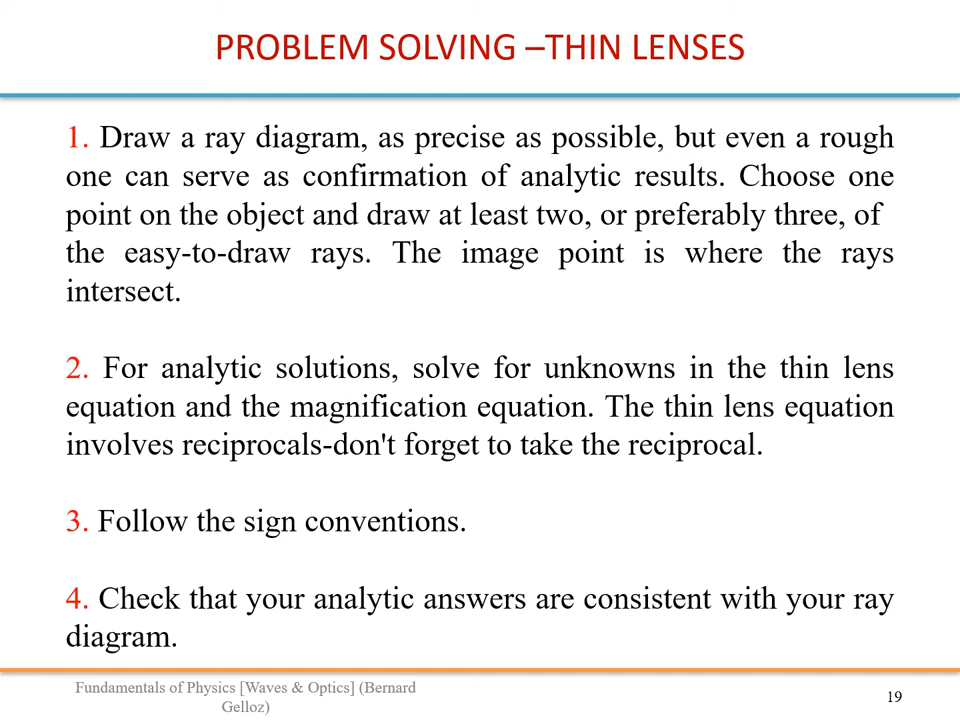 PROBLEM SOLVING –THIN LENSES
1. Draw a ray diagram, as precise as possible, but even a rough
one can serve as confirmation of analytic results. Choose one
point on the object and draw at least two, or preferably three, of
the easy-to-draw rays. The image point is where the rays
intersect.
2. For analytic solutions, solve for unknowns in the thin lens
equation and the magnification equation. The thin lens equation
involves reciprocals-don't forget to take the reciprocal.
3. Follow the sign conventions.
4. Check that your analytic answers are consistent with your ray
diagram.
Fundamentals of Physics [Waves & Optics] (Bernard
Gelloz)
19